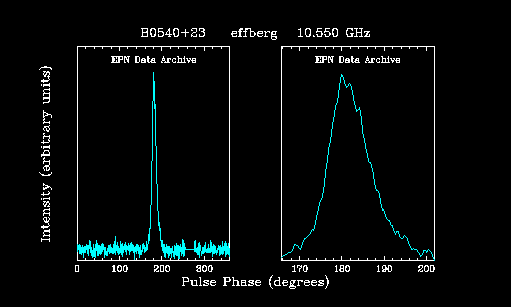 B0540+23 effberg 10.550 GHz
EPN Data Archive
EPN Data Archive
Intensity (arbitrary units)
0 100 200 300
170 180 190 200
Pulse Phase (degrees)